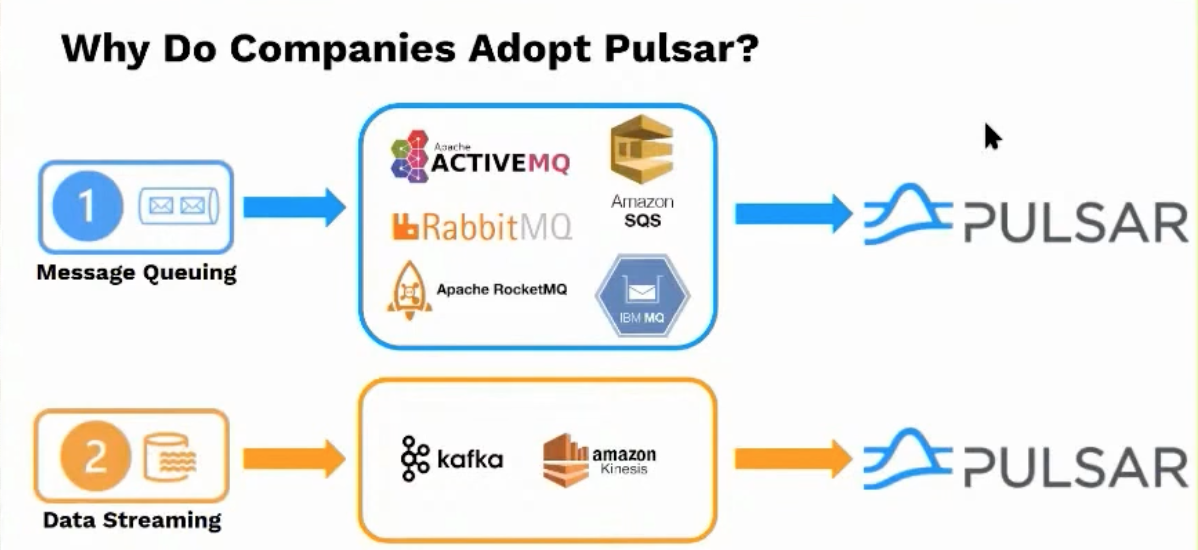 Why Do Companies Adopt Pulsar?
1
Message Queuing
Apache
ACTIVEMQ
RabbitMQ
Apache RocketMQ
Amazon
SQS
IBM MQ
PULSAR
2
Data Streaming
kafka
amazon
Kinesis
PULSAR